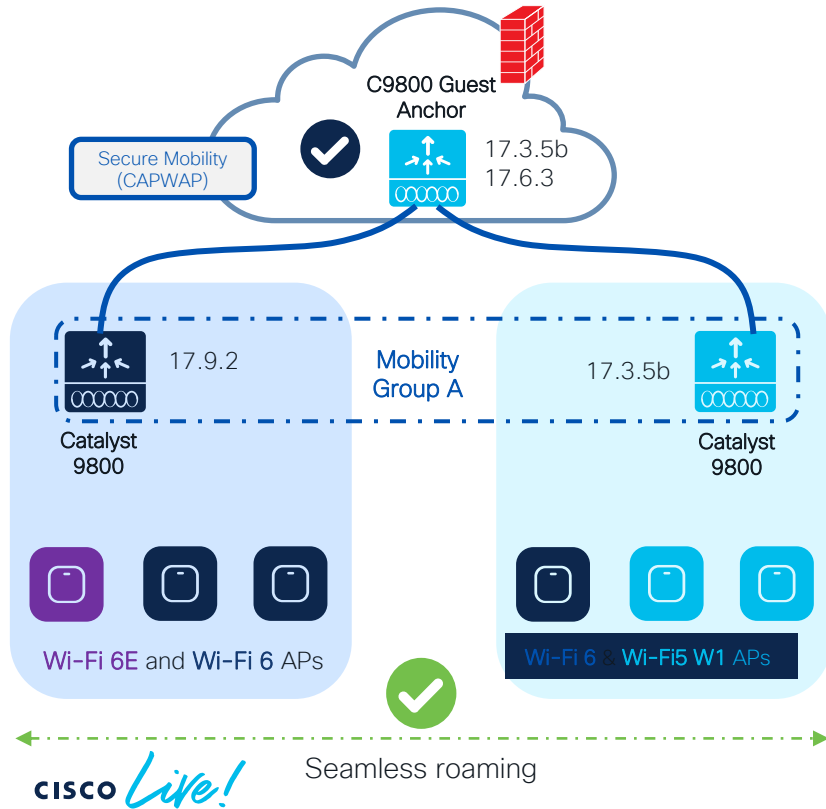 C9800 Guest
Anchor
Secure Mobility
(CAPWAP)
17.3.5b
17.6.3
17.9.2
Mobility
Group A
17.3.5b
Catalyst
9800
Catalyst
9800
Wi-Fi 6E and Wi-Fi 6 APs
Wi-Fi 6 & Wi-Fi5 W1 APs
Seamless roaming
CISCO Live!